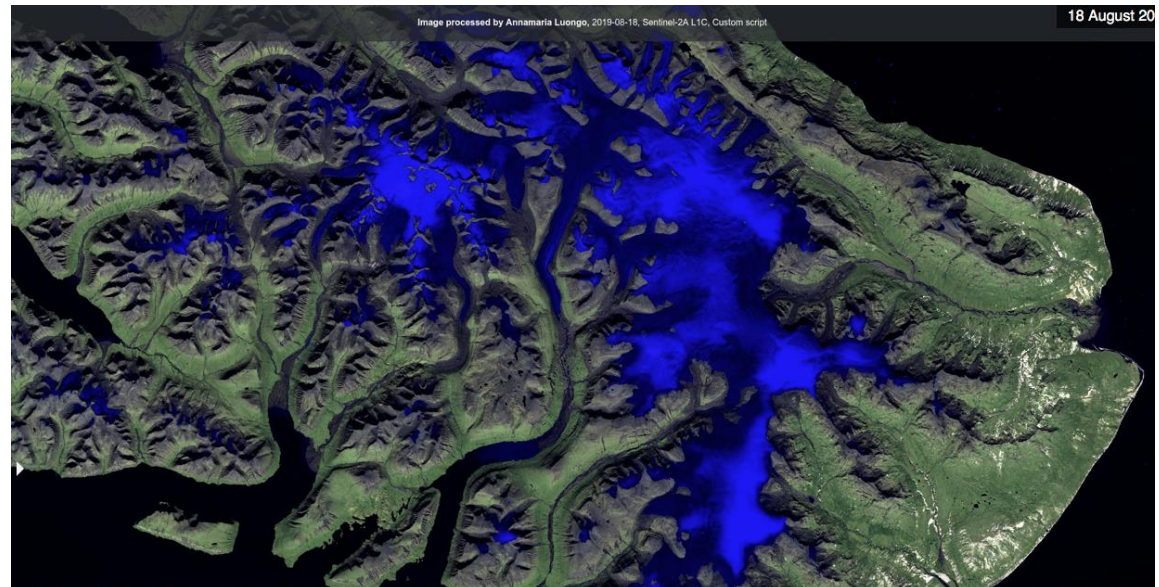 Image processed by Annamaria Luongo, 2019-08-18, Sentinel-2A L1C, Custom script
18 August 20